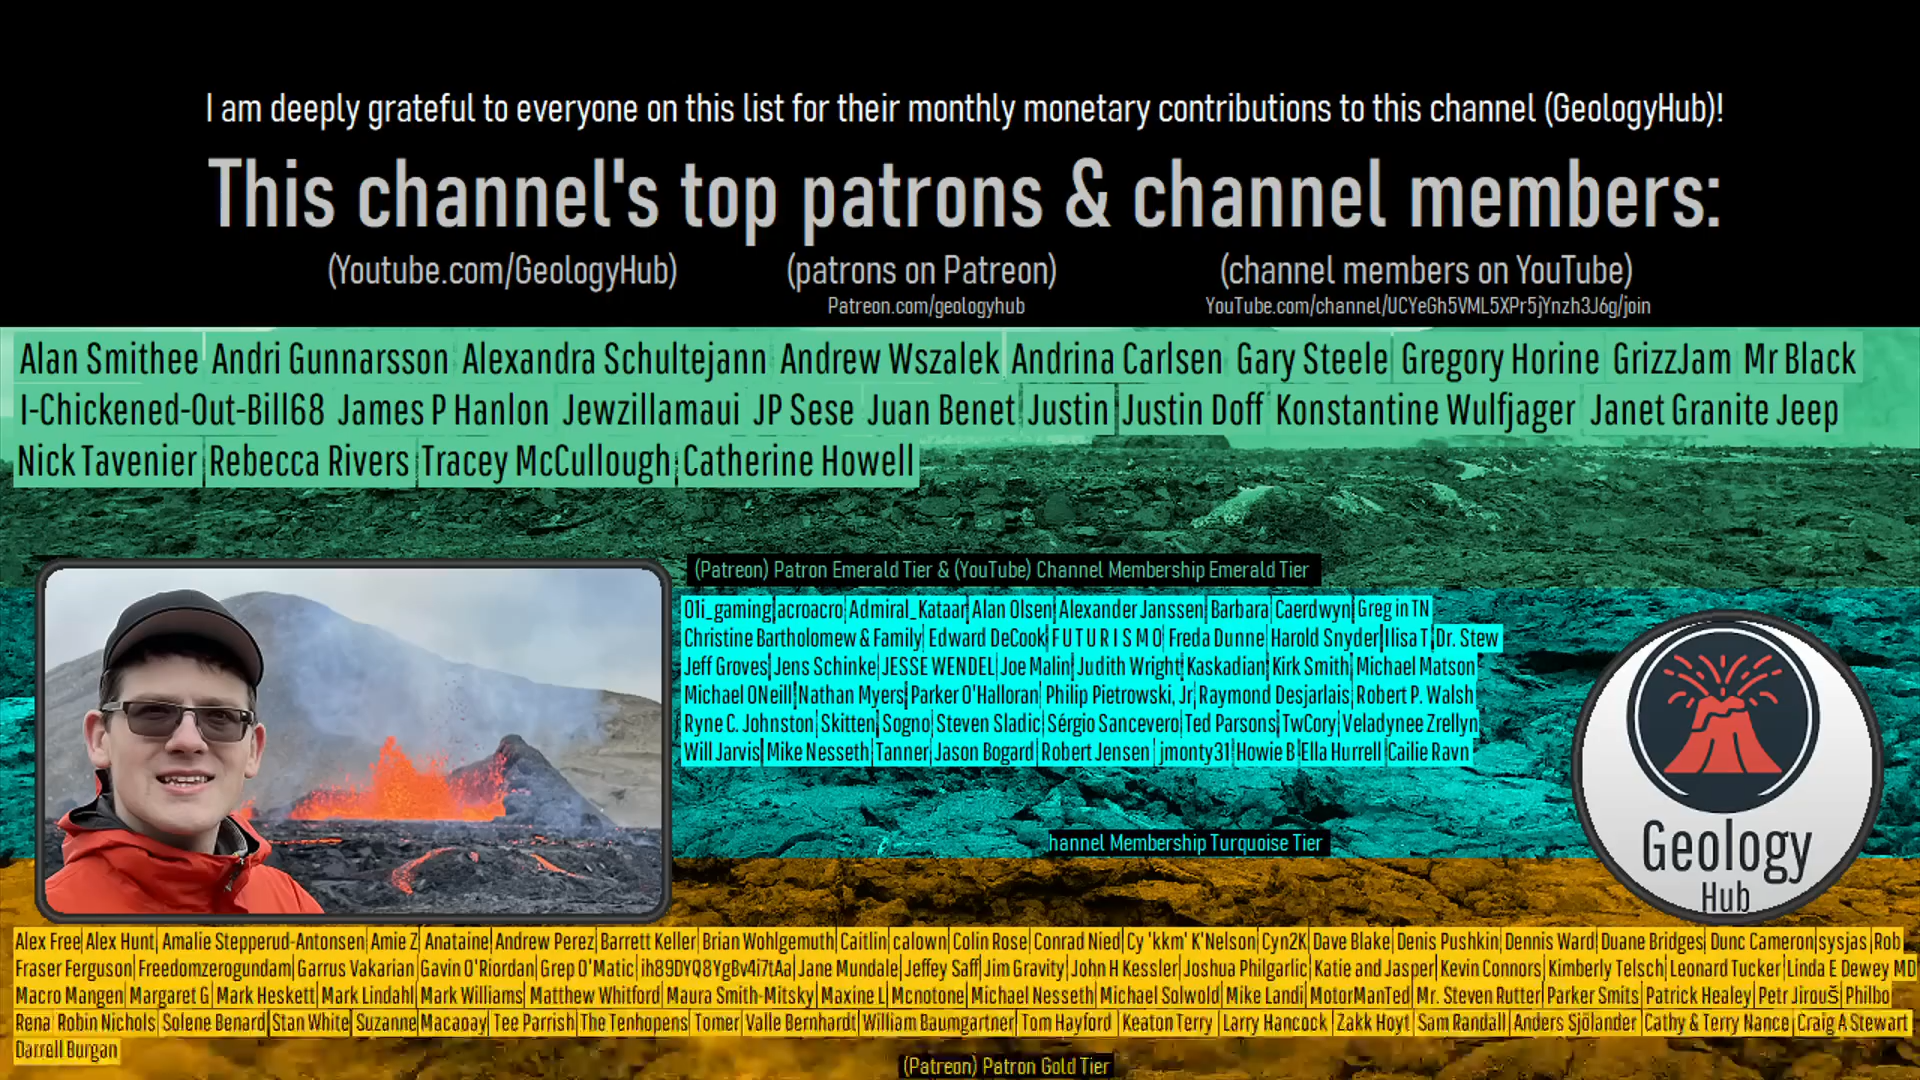 I am deeply grateful to everyone on this list for their monthly monetary contributions to this channel (GeologyHub)!
This channel's top patrons & channel members:
(Youtube.com/GeologyHub) (patrons on Patreon) (channel members on YouTube)
Patreon.com/geologyhub YouTube.com/channel/UCYeGh5VML5XPr5jYnzh3J6g/join
Alan Smithee Andri Gunnarsson Alexandra Schultejann Andrew Wszalek Andrina Carlsen Gary Steele Gregory Horine GrizzJam Mr Black
I-Chickened-Out-Bill68 James P Hanlon Jewzillamaui JP Sese Juan Benet Justin Justin Doff Konstantine Wulfjager Janet Granite Jeep
Nick Tavenier Rebecca Rivers Tracey McCullough Catherine Howell
(Patreon) Patron Emerald Tier & (YouTube) Channel Membership Emerald Tier
01i_gaming acroacro Admiral_Kataar Alan Olsen Alexander Janssen Barbara Caerdwyn Greg in TN
Christine Bartholomew & Family Edward DeCook F U T U R I S M O Freda Dunne Harold Snyder Ilisa T Dr. Stew
Jeff Groves Jens Schinke JESSE WENDEL Joe Malin Judith Wright Kaskadian Kirk Smith Michael Matson
Michael ONeill Nathan Myers Parker O'Halloran Philip Pietrowski, Jr Raymond Desjarlais Robert P. Walsh
Ryne C. Johnston Skitten Sogno Steven Sladic Sérgio Sancevero Ted Parsons TwCory Veladynee Zrellyn
Will Jarvis Mike Nesseth Tanner Jason Bogard Robert Jensen jmonty31 Howie B Ella Hurrell Cailie Ravn
hannel Membership Turquoise Tier
Geology
Hub
Alex Free Alex Hunt Amalie Stepperud-Antonsen Amie Z Anataine Andrew Perez Barrett Keller Brian Wohlgemuth Caitlin calown Colin Rose Conrad Nied Cy 'kkm' K'Nelson Cyn2K Dave Blake Denis Pushkin Dennis Ward Duane Bridges Dunc Cameron sysjas Rob
Fraser Ferguson Freedomzerogundam Garrus Vakarian Gavin O'Riordan Grep O'Matic ih89DYQ8YgBv4i7tAa Jane Mundale Jeffey Saff Jim Gravity John H Kessler Joshua Philgarlic Katie and Jasper Kevin Connors Kimberly Telsch Leonard Tucker Linda E Dewey MD
Macro Mangen Margaret G Mark Heskett Mark Lindahl Mark Williams Matthew Whitford Maura Smith-Mitsky Maxine L Mcnotone Michael Nesseth Michael Solwold Mike Landi MotorManTed Mr. Steven Rutter Parker Smits Patrick Healey Petr Jirouš Philbo
Rena Robin Nichols Solene Benard Stan White Suzanne Macaoay Tee Parrish The Tenhopens Tomer Valle Bernhardt William Baumgartner Tom Hayford Keaton Terry Larry Hancock Zakk Hoyt Sam Randall Anders Sjölander Cathy & Terry Nance Craig A Stewart
Darrell Burgan
(Patreon) Patron Gold Tier